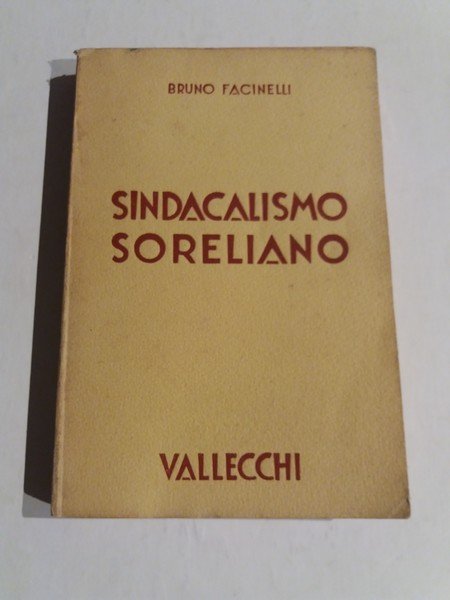 BRUNO FACINELLI
SINDACALISMO
SORELIANO
VALLECCHI